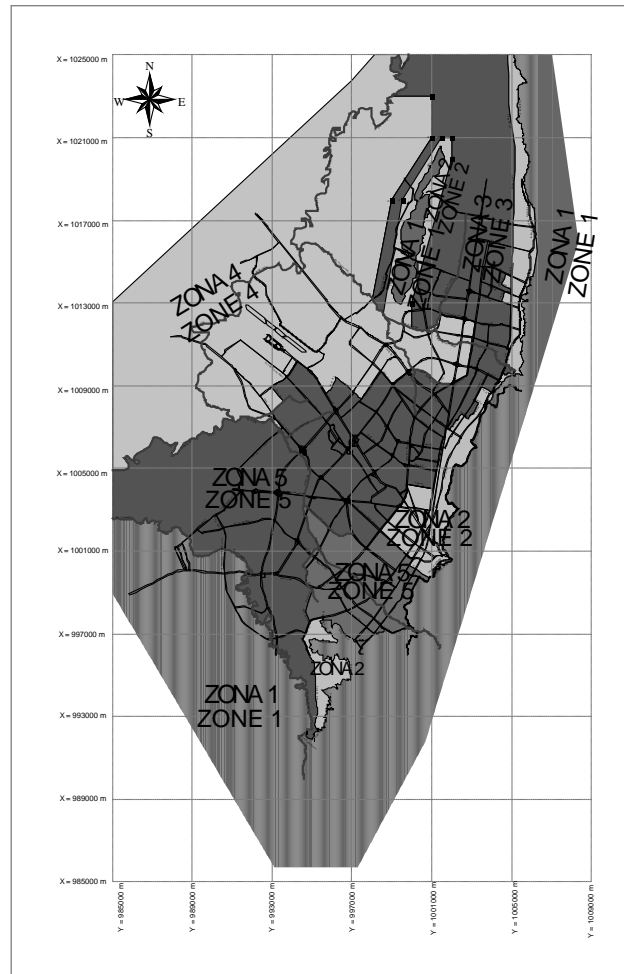 X = 1025000 m
N
W E
S
X = 1021000 m
X = 1017000 m
X = 1013000 m
X = 1009000 m
X = 1005000 m
X = 1001000 m
X = 997000 m
X = 993000 m
X = 989000 m
X = 985000 m
ZONA 2
ZONE 2
ZONA 1
ZONE
ZONA 3
ZONE 3
ZONA 1
ZONE 1
ZONA 4
ZONE 4
ZONA 5
ZONE 5
ZONA 2
ZONE 2
ZONA 5
ZONE 5
ZONA 2
ZONA 1
ZONE 1
Y = 985000 m
Y = 989000 m
Y = 993000 m
Y = 997000 m
Y = 1001000 m
Y = 1005000 m
Y = 1009000 m